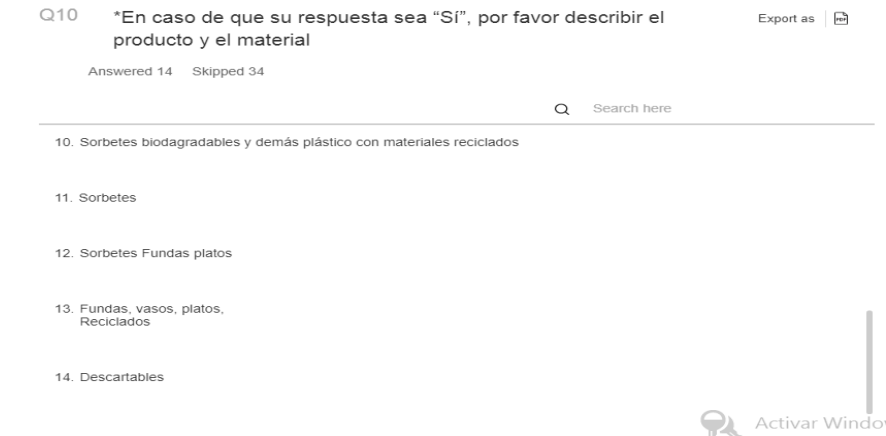 Q10 *En caso de que su respuesta sea “Sí”, por favor describir el Export as PDF
producto y el material
Answered 14 Skipped 34
Search here
10. Sorbetes biodagradables y demás plástico con materiales reciclados
11. Sorbetes
12. Sorbetes Fundas platos
13. Fundas, vasos, platos,
Reciclados
14. Descartables
Activar Windo